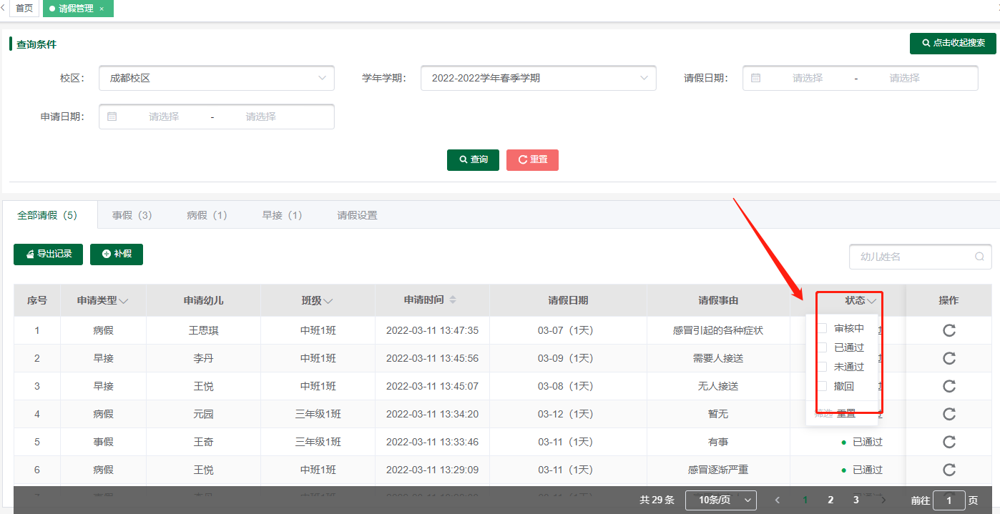 首页 请假管理 ×
查询条件 点击收起搜索
校区: 成都校区 学年学期: 2022-2022学年春季学期 请假日期: 请选择 - 请选择
申请日期: 请选择 - 请选择
查询 重置
全部请假（5） 事假（3） 病假（1） 早接（1） 请假设置
导出记录 补假 幼儿姓名
序号 申请类型 申请幼儿 班级 申请时间 请假日期 请假事由 状态 操作
1 病假 王思琪 中班1班 2022-03-11 13:47:35 03-07（1天） 感冒引起的各种症状
审核中
2 早接 李丹 中班1班 2022-03-11 13:45:56 03-09（1天） 需要人接送
已通过
未通过
3 早接 王悦 中班1班 2022-03-11 13:45:07 03-08（1天） 无人接送
撤回
4 病假 元园 三年级1班 2022-03-11 13:34:20 03-12（1天） 暂无
筛选 重置
5 事假 王奇 三年级1班 2022-03-11 13:33:46 03-11（1天） 有事 已通过
6 病假 王悦 中班1班 2022-03-11 13:29:09 03-11（1天） 感冒逐渐严重 已通过
共 29 条 10条/页 1 2 3 前往 1 页